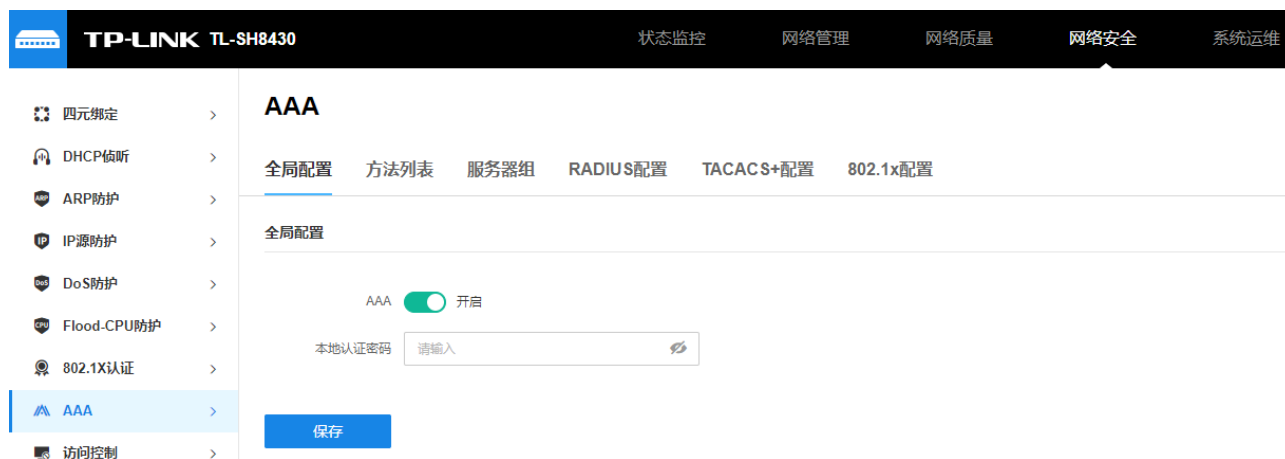 TP-LINK TL-SH8430 状态监控 网络管理 网络质量 网络安全 系统运维
四元绑定
DHCP侦听
ARP防护
IP源防护
DoS防护
Flood-CPU防护
802.1X认证
AAA
访问控制
AAA
全局配置 方法列表 服务器组 RADIUS配置 TACACS+配置 802.1x配置
全局配置
AAA 开启
本地认证密码 请输入
保存